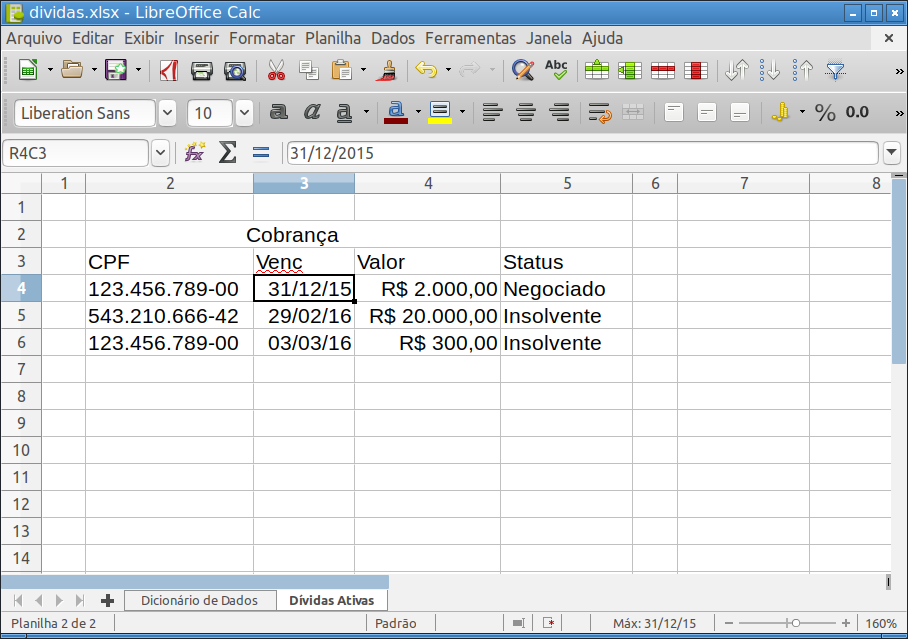 dividas.xlsx - LibreOffice Calc
Arquivo Editar Exibir Inserir Formatar Planilha Dados Ferramentas Janela Ajuda
Abc
Liberation Sans 10 a a a a % 0.0
R4C3 fx Σ = 31/12/2015
1 2 3 4 5 6 7 8
1
2 Cobrança
3 CPF Venc Valor Status
4 123.456.789-00 31/12/15 R$ 2.000,00 Negociado
5 543.210.666-42 29/02/16 R$ 20.000,00 Insolvente
6 123.456.789-00 03/03/16 R$ 300,00 Insolvente
7
8
9
10
11
12
13
14
Dicionário de Dados Dívidas Ativas
Planilha 2 de 2 Padrão Máx: 31/12/15 160%